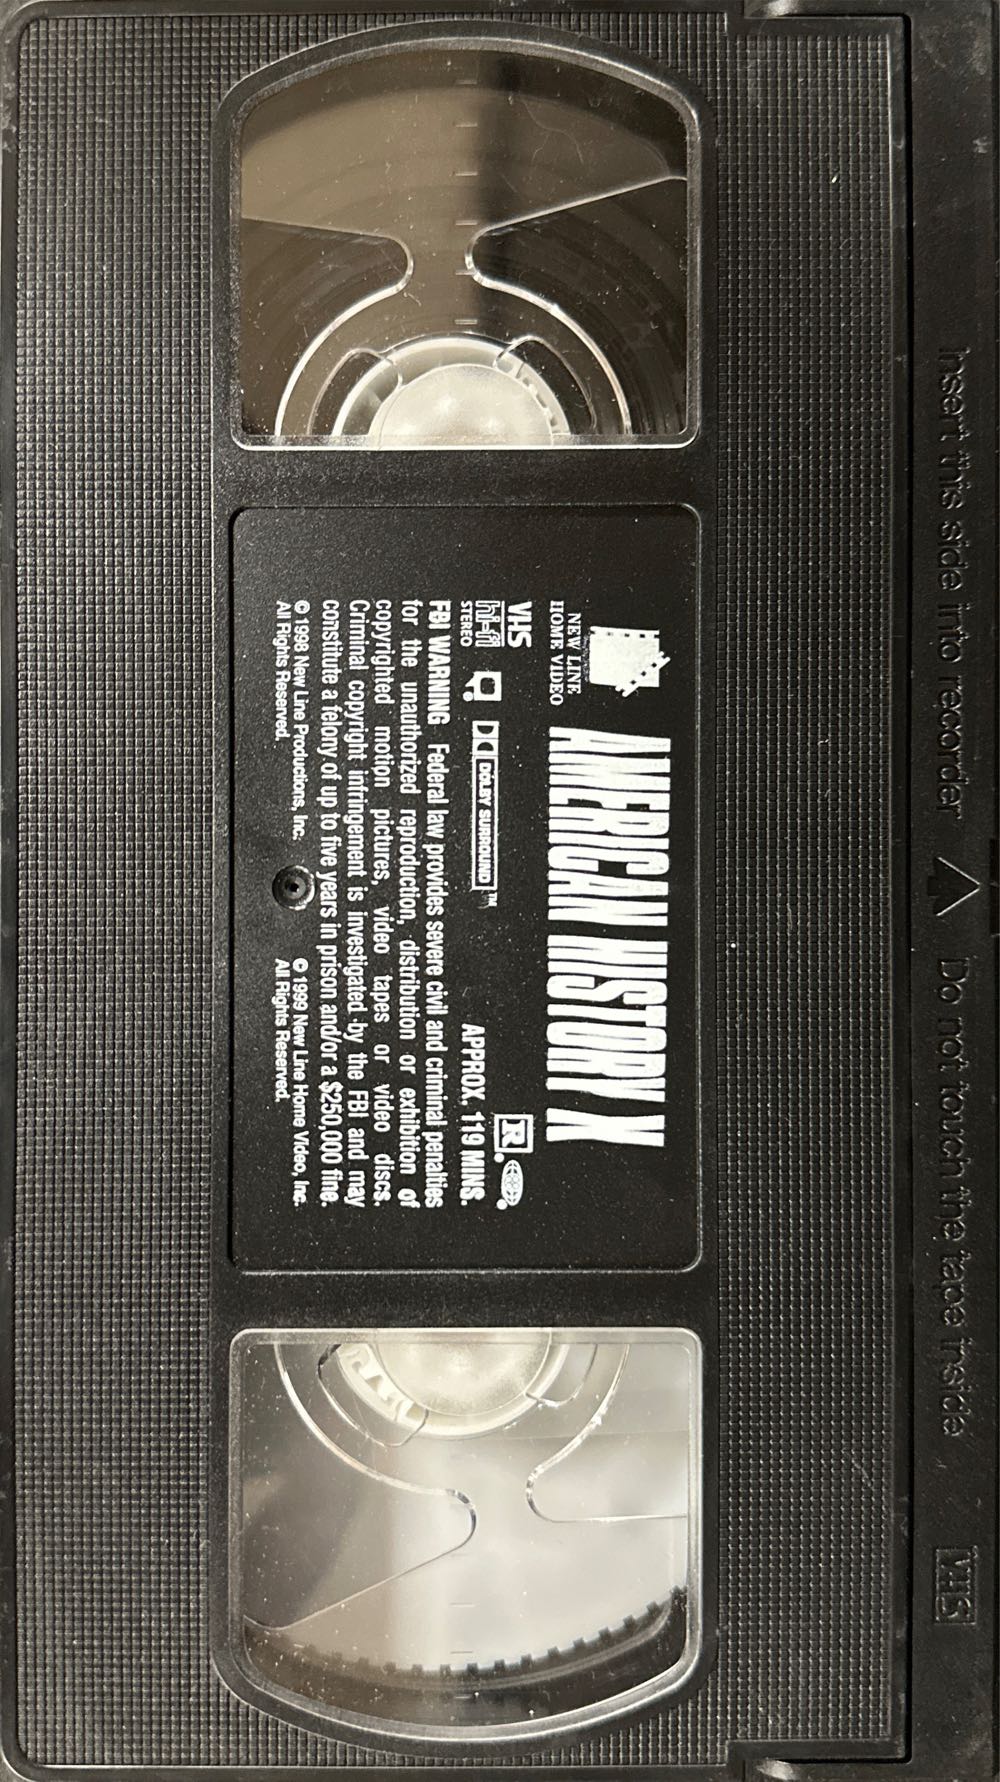 Insert this side into recorder Do not touch the tape inside VHS
NEW LINE
HOME VIDEO
AMERICAN HISTORY X
VHS
hi-fi
STEREO
DOLBY SURROUND™
R
APPROX. 119 MINS.
FBI WARNING Federal law provides severe civil and criminal penalties
for the unauthorized reproduction, distribution or exhibition of
copyrighted motion pictures, video tapes or video discs.
Criminal copyright infringement is investigated by the FBI and may
constitute a felony of up to five years in prison and/or a $250,000 fine.
© 1998 New Line Productions, Inc.
All Rights Reserved.
© 1999 New Line Home Video, Inc.
All Rights Reserved.